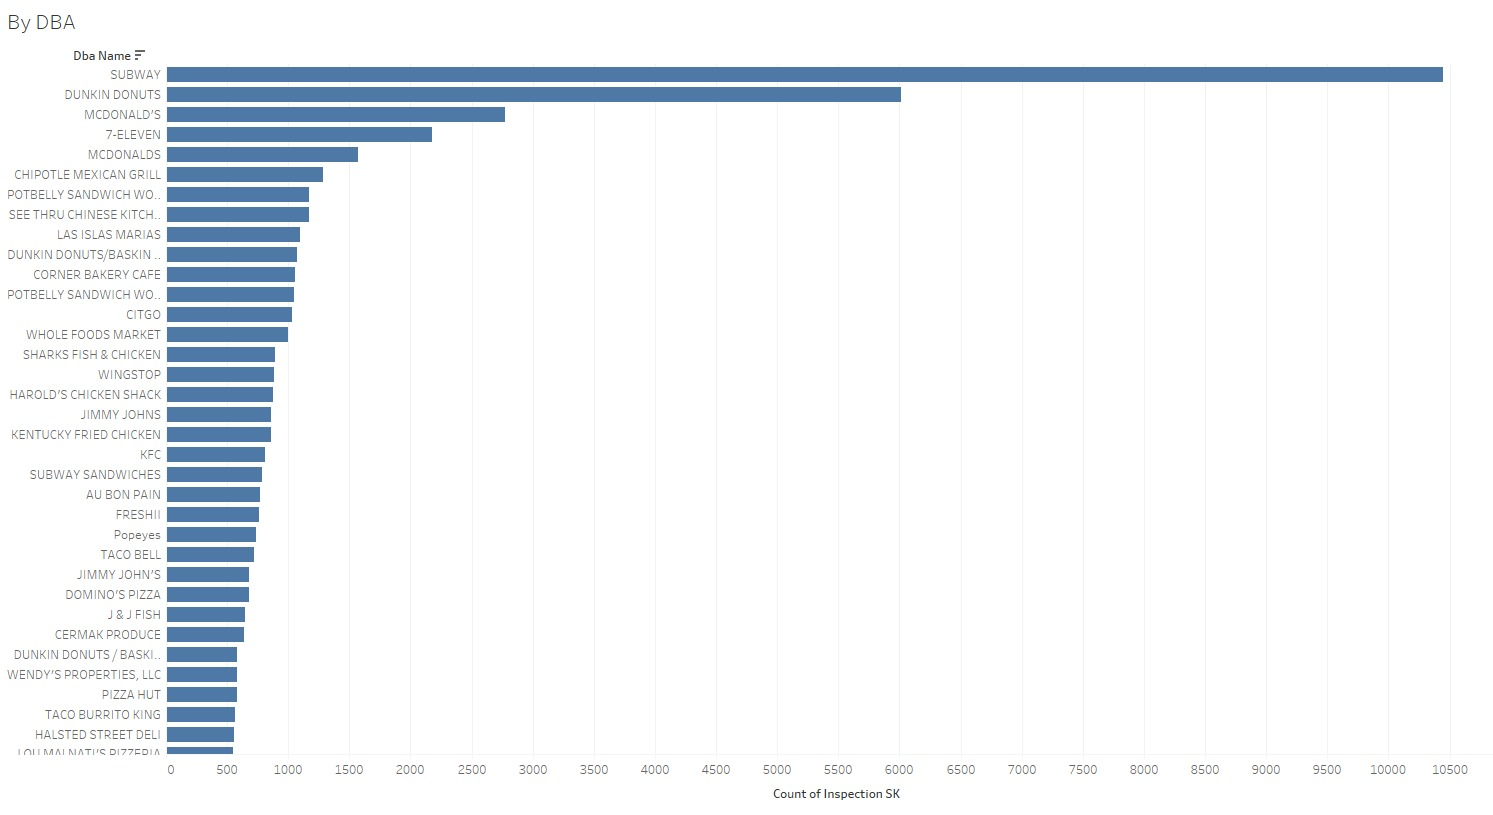 By DBA
Dba Name
SUBWAY
DUNKIN DONUTS
MCDONALD'S
7-ELEVEN
MCDONALDS
CHIPOTLE MEXICAN GRILL
POTBELLY SANDWICH WO..
SEE THRU CHINESE KITCH..
LAS ISLAS MARIAS
DUNKIN DONUTS/BASKIN ..
CORNER BAKERY CAFE
POTBELLY SANDWICH WO..
CITGO
WHOLE FOODS MARKET
SHARKS FISH & CHICKEN
WINGSTOP
HAROLD'S CHICKEN SHACK
JIMMY JOHNS
KENTUCKY FRIED CHICKEN
KFC
SUBWAY SANDWICHES
AU BON PAIN
FRESHII
Popeyes
TACO BELL
JIMMY JOHN'S
DOMINO'S PIZZA
J & J FISH
CERMAK PRODUCE
DUNKIN DONUTS / BASKI..
WENDY'S PROPERTIES, LLC
PIZZA HUT
TACO BURRITO KING
HALSTED STREET DELI
LOU MALNATI'S PIZZERIA
0 500 1000 1500 2000 2500 3000 3500 4000 4500 5000 5500 6000 6500 7000 7500 8000 8500 9000 9500 10000 10500
Count of Inspection SK